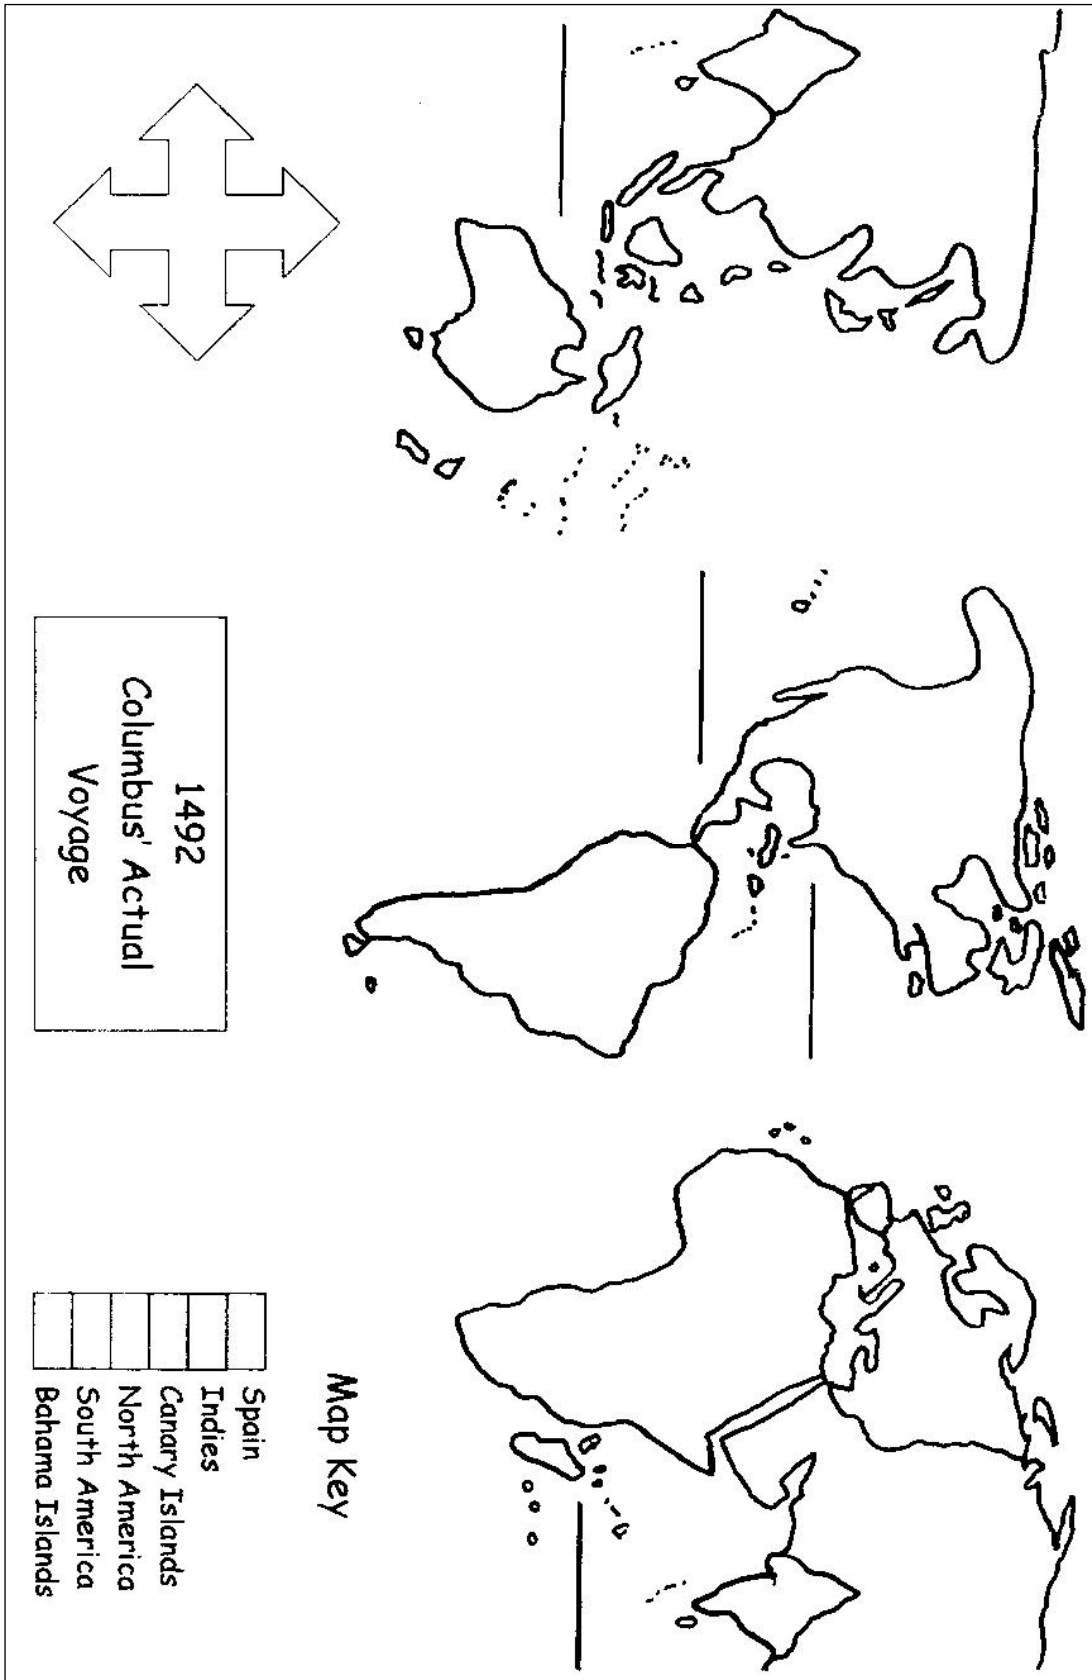 1492
Columbus' Actual
Voyage
Map Key
Spain
Indies
Canary Islands
North America
South America
Bahama Islands